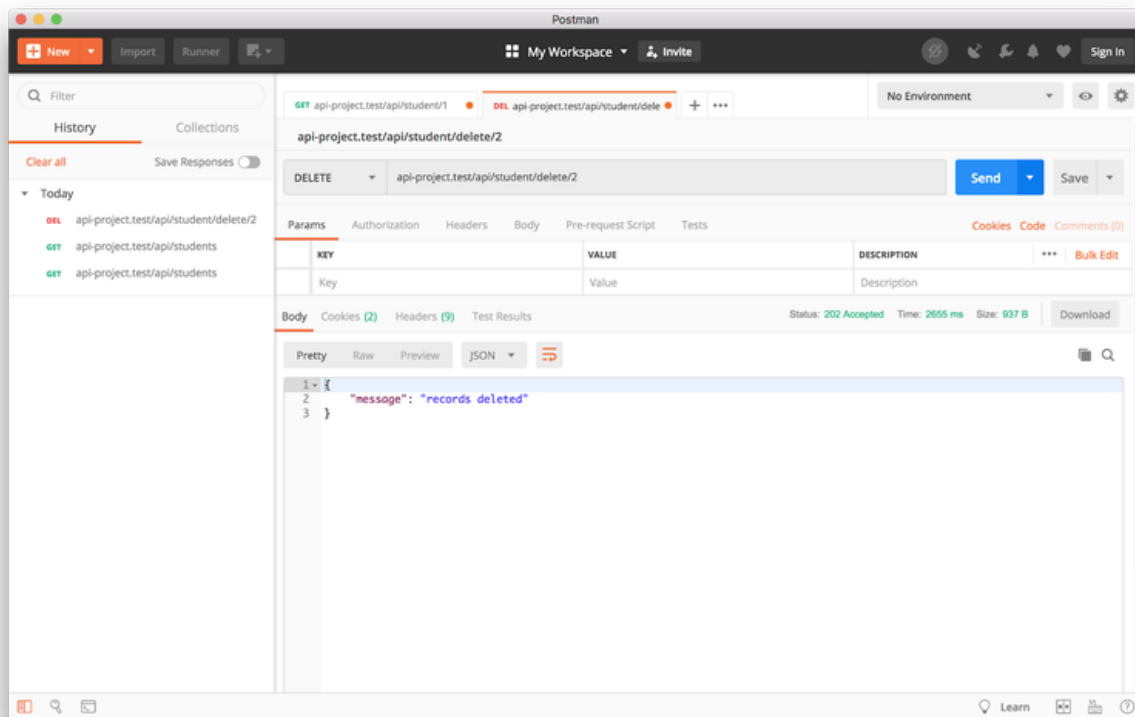 Postman
New Import Runner My Workspace Invite Sign In
Filter
History Collections
Clear all Save Responses
Today
DEL api-project.test/api/student/delete/2
GET api-project.test/api/students
GET api-project.test/api/students
GET api-project.test/api/student/1 DEL api-project.test/api/student/dele + ••• No Environment
api-project.test/api/student/delete/2
DELETE api-project.test/api/student/delete/2 Send Save
Params Authorization Headers Body Pre-request Script Tests Cookies Code Comments (0)
KEY VALUE DESCRIPTION ••• Bulk Edit
Key Value Description
Body Cookies (2) Headers (9) Test Results Status: 202 Accepted Time: 2655 ms Size: 937 B Download
Pretty Raw Preview JSON
1 {
2 "message": "records deleted"
3 }
Learn